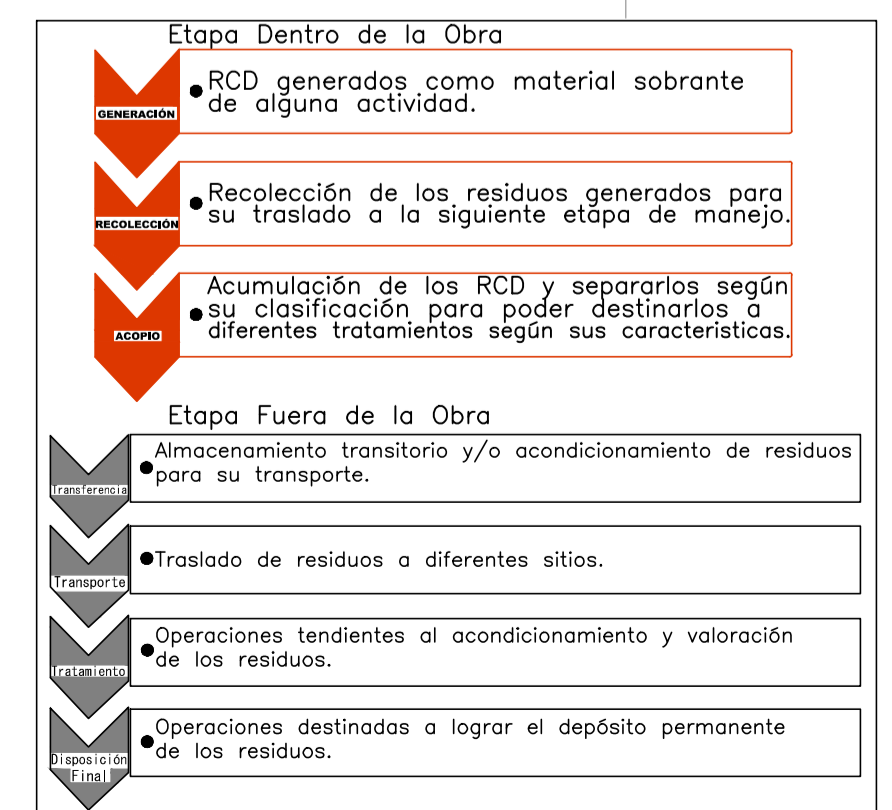 Etapa Dentro de la Obra
GENERACIÓN
RCD generados como material sobrante
de alguna actividad.
RECOLECCIÓN
Recolección de los residuos generados para
su traslado a la siguiente etapa de manejo.
ACOPIO
Acumulación de los RCD y separarlos según
su clasificación para poder destinarlos a
diferentes tratamientos según sus caracteristicas.
Etapa Fuera de la Obra
Transferencia
Almacenamiento transitorio y/o acondicionamiento de residuos
para su transporte.
Transporte
Traslado de residuos a diferentes sitios.
Tratamiento
Operaciones tendientes al acondicionamiento y valoración
de los residuos.
Disposición
Final
Operaciones destinadas a lograr el depósito permanente
de los residuos.